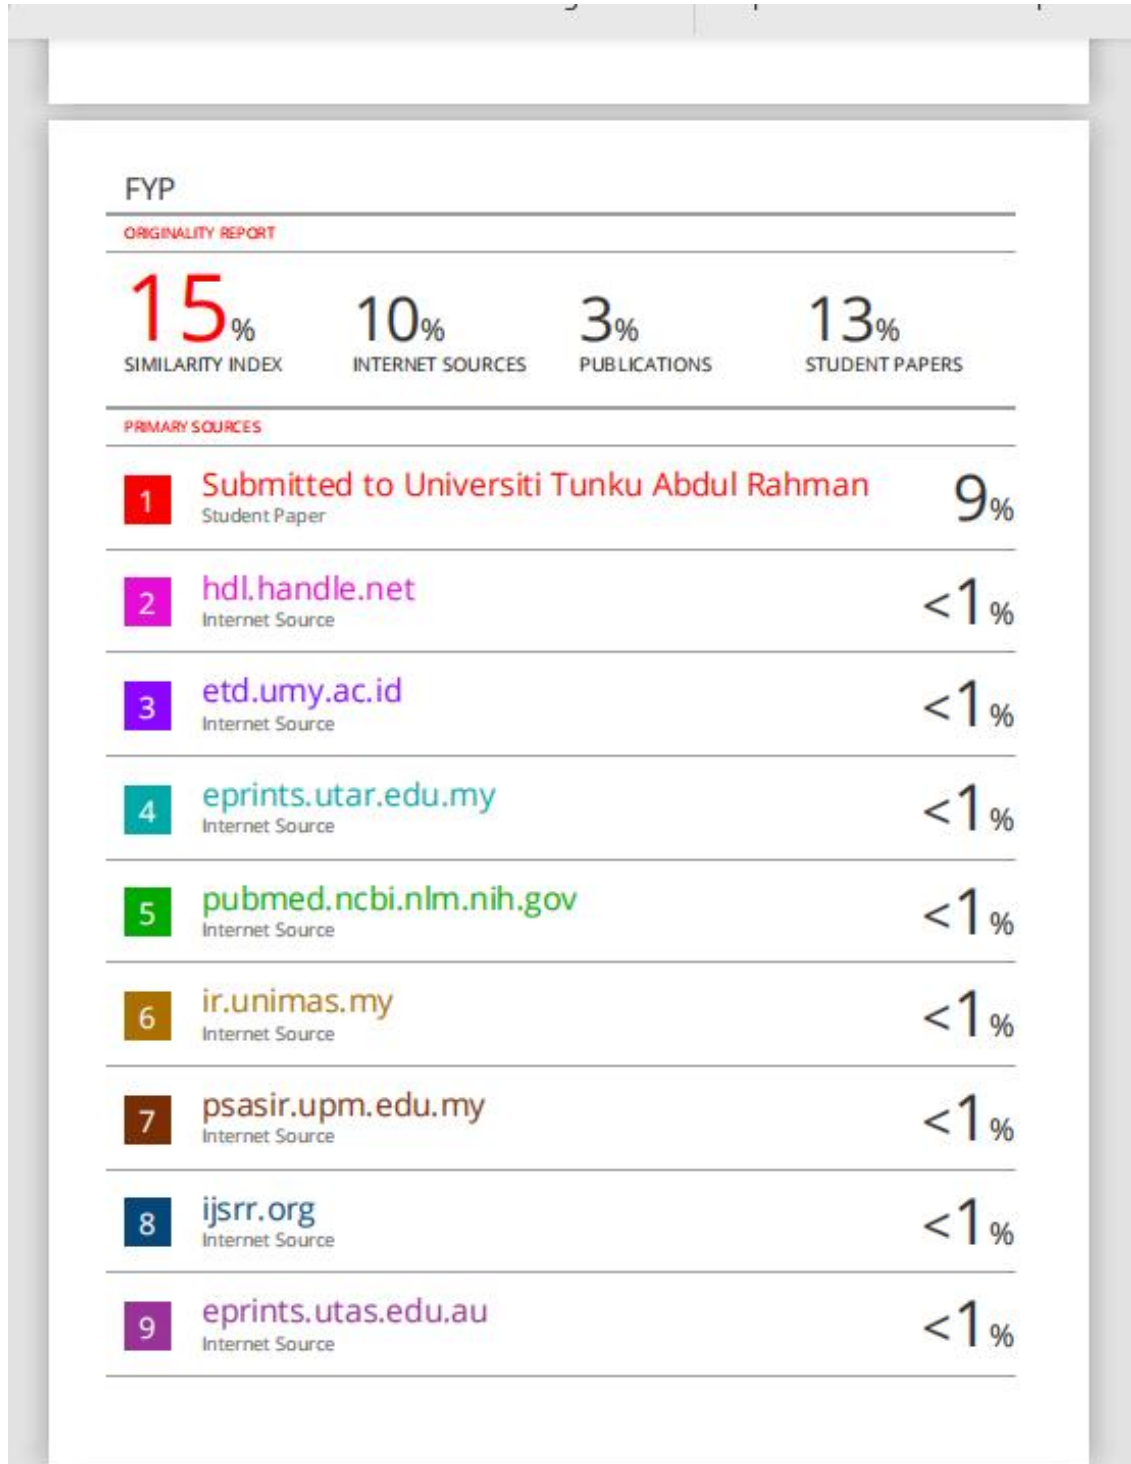 FYP
ORIGINALITY REPORT
15% 10% 3% 13%
SIMILARITY INDEX INTERNET SOURCES PUBLICATIONS STUDENT PAPERS
PRIMARY SOURCES
1 Submitted to Universiti Tunku Abdul Rahman 9%
Student Paper
2 hdl.handle.net <1%
Internet Source
3 etd.umy.ac.id <1%
Internet Source
4 eprints.utar.edu.my <1%
Internet Source
5 pubmed.ncbi.nlm.nih.gov <1%
Internet Source
6 ir.unimas.my <1%
Internet Source
7 psasir.upm.edu.my <1%
Internet Source
8 ijsrr.org <1%
Internet Source
9 eprints.utas.edu.au <1%
Internet Source